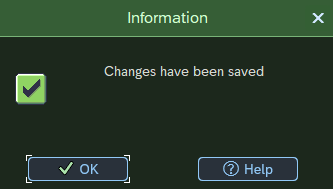 Information
Changes have been saved
OK
Help